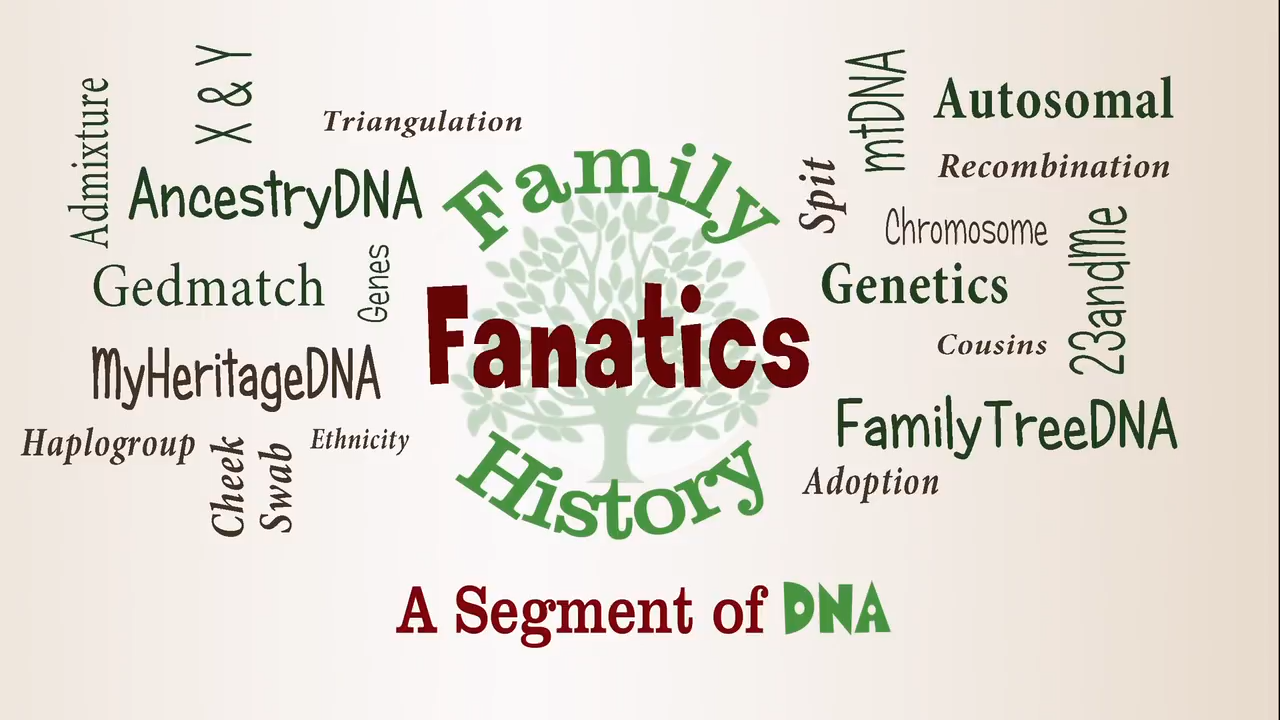 Admixture
X & Y
Triangulation
AncestryDNA
Gedmatch
Genes
MyHeritageDNA
Haplogroup
Cheek
Swab
Ethnicity
Family
Fanatics
History
mtDNA
Autosomal
Spit
Recombination
Chromosome
Genetics
23andMe
Cousins
FamilyTreeDNA
Adoption
A Segment of DNA